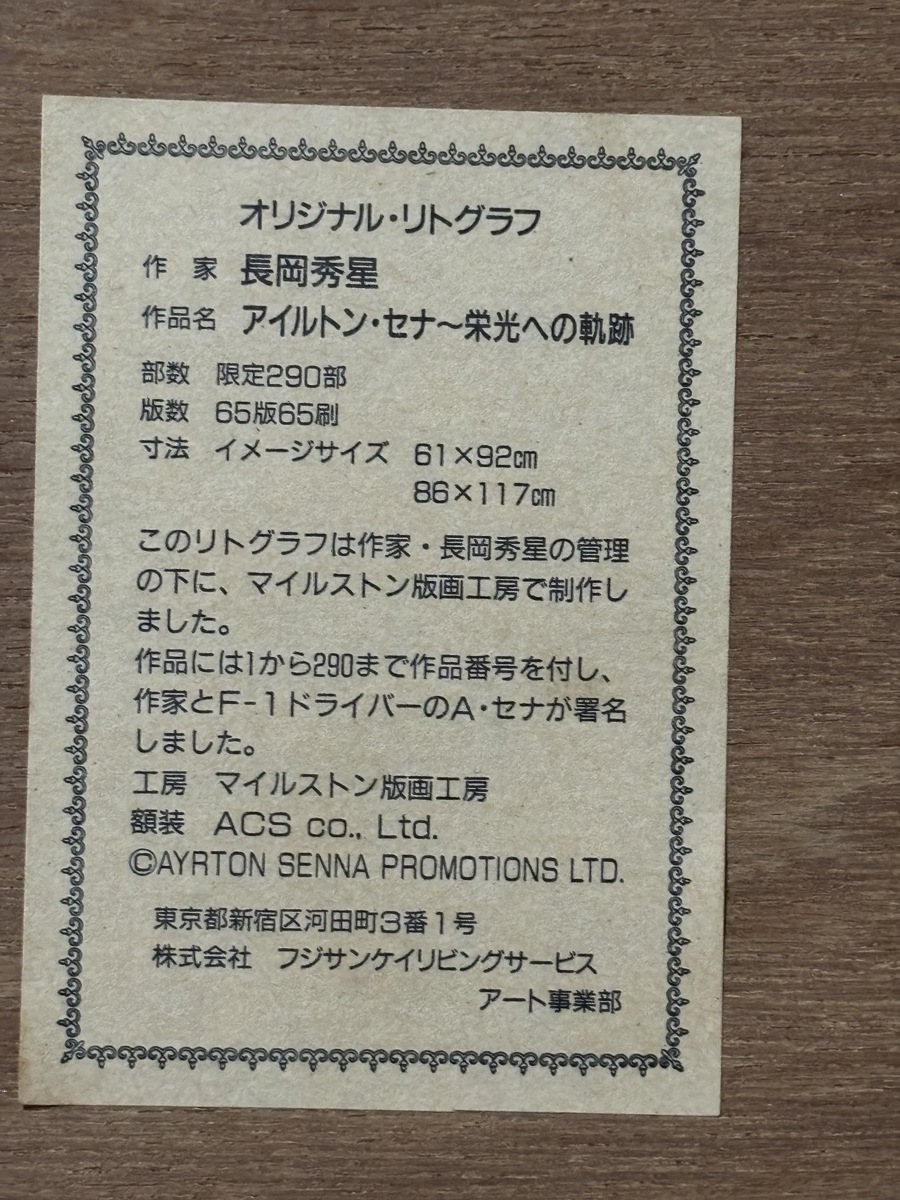 オリジナル・リトグラフ
作　家　長岡秀星
作品名　アイルトン・セナ〜栄光への軌跡
部数　限定290部
版数　65版65刷
寸法　イメージサイズ　61×92㎝
86×117㎝
このリトグラフは作家・長岡秀星の管理
の下に、マイルストン版画工房で制作し
ました。
作品には1から290まで作品番号を付し、
作家とF-1ドライバーのA・セナが署名
しました。
工房　マイルストン版画工房
額装　ACS co., Ltd.
©AYRTON SENNA PROMOTIONS LTD.
東京都新宿区河田町3番1号
株式会社　フジサンケイリビングサービス
アート事業部